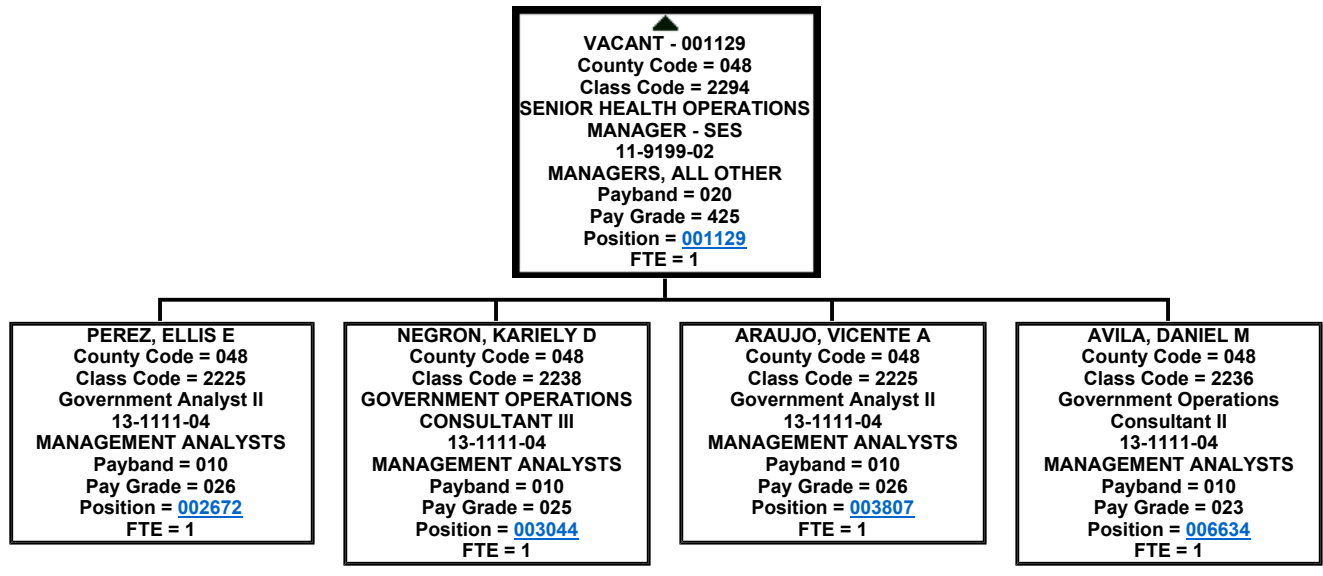 VACANT - 001129
County Code = 048
Class Code = 2294
SENIOR HEALTH OPERATIONS
MANAGER - SES
11-9199-02
MANAGERS, ALL OTHER
Payband = 020
Pay Grade = 425
Position = 001129
FTE = 1
PEREZ, ELLIS E
County Code = 048
Class Code = 2225
Government Analyst II
13-1111-04
MANAGEMENT ANALYSTS
Payband = 010
Pay Grade = 026
Position = 002672
FTE = 1
NEGRON, KARIELY D
County Code = 048
Class Code = 2238
GOVERNMENT OPERATIONS
CONSULTANT III
13-1111-04
MANAGEMENT ANALYSTS
Payband = 010
Pay Grade = 025
Position = 003044
FTE = 1
ARAUJO, VICENTE A
County Code = 048
Class Code = 2225
Government Analyst II
13-1111-04
MANAGEMENT ANALYSTS
Payband = 010
Pay Grade = 026
Position = 003807
FTE = 1
AVILA, DANIEL M
County Code = 048
Class Code = 2236
Government Operations
Consultant II
13-1111-04
MANAGEMENT ANALYSTS
Payband = 010
Pay Grade = 023
Position = 006634
FTE = 1